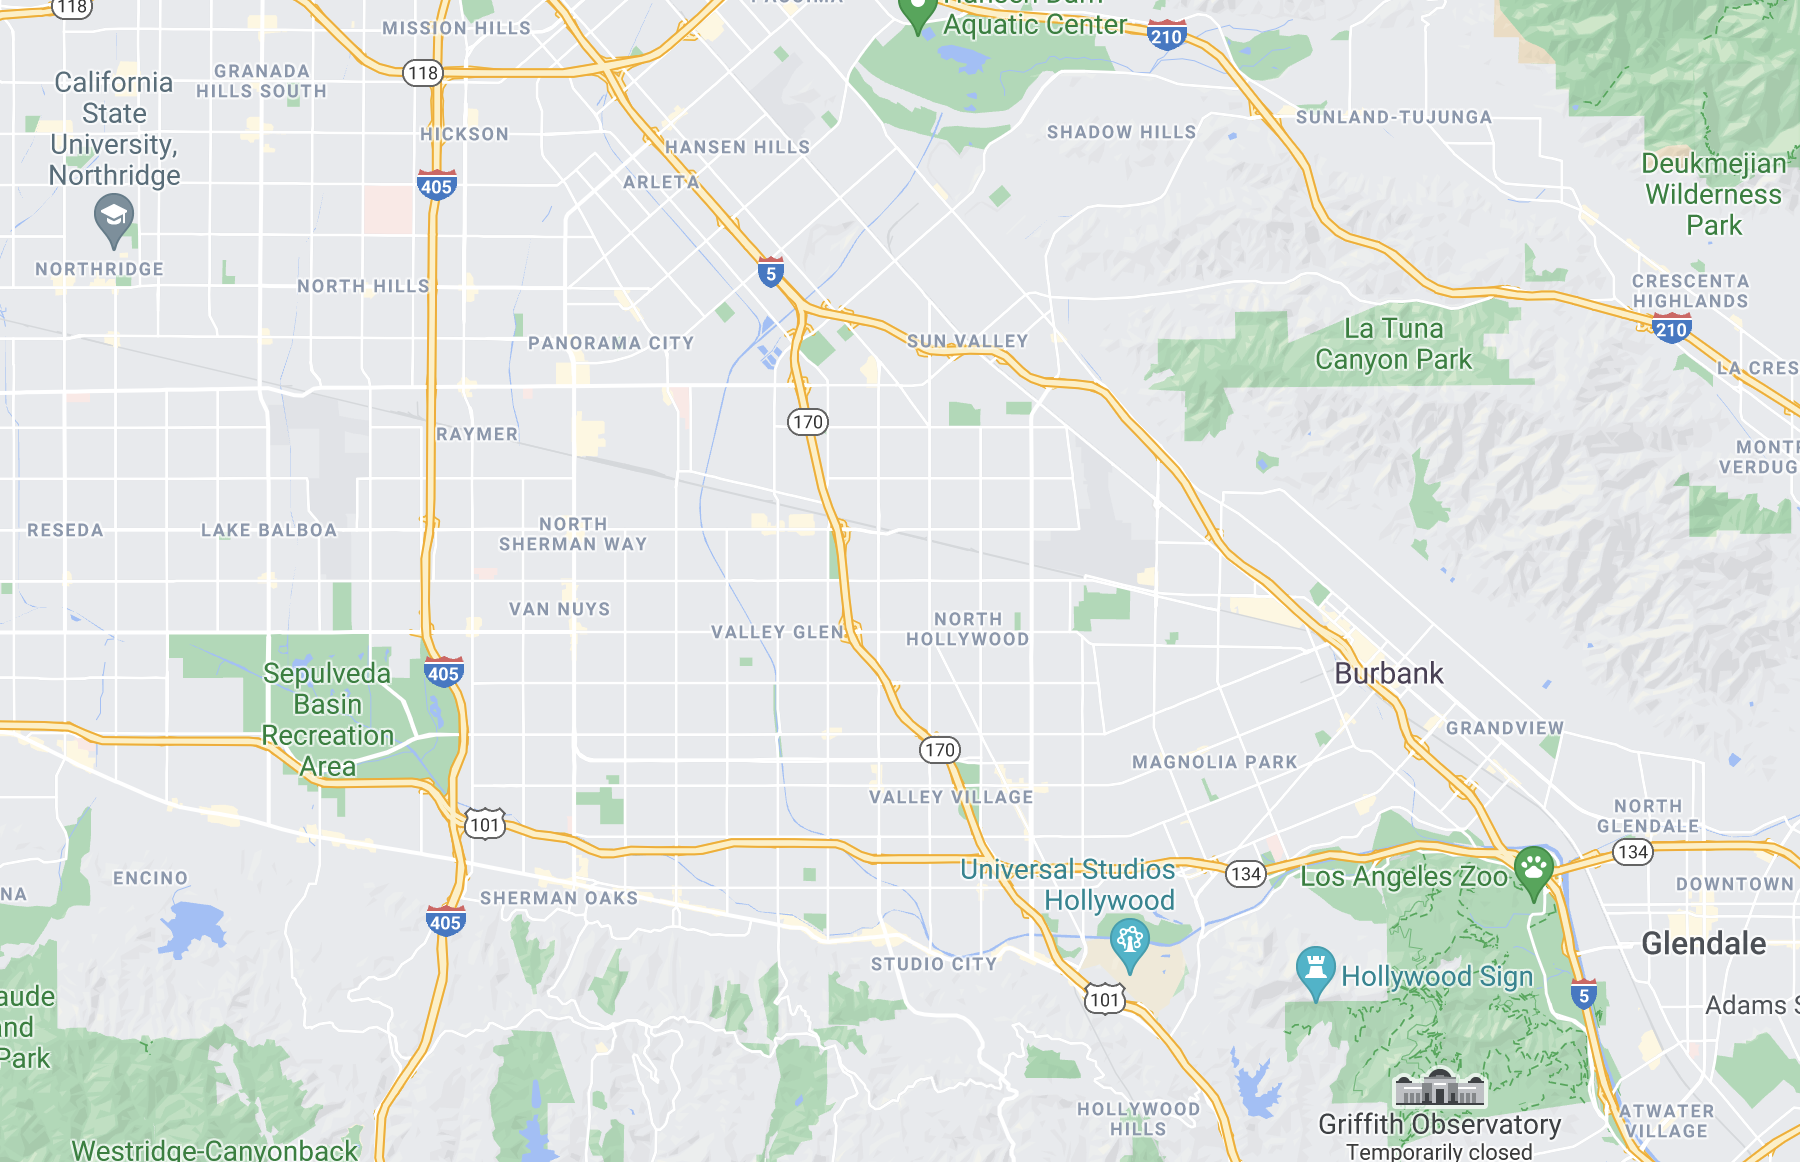 118
MISSION HILLS
Aquatic Center
210
118
GRANADA
HILLS SOUTH
California
State
University,
Northridge
HICKSON
HANSEN HILLS
SHADOW HILLS
SUNLAND-TUJUNGA
405
ARLETA
Deukmejian
Wilderness
Park
NORTHRIDGE
NORTH HILLS
5
CRESCENTA
HIGHLANDS
210
PANORAMA CITY
SUN VALLEY
La Tuna
Canyon Park
LA CRES
170
RAYMER
MONT
VERDUG
RESEDA
LAKE BALBOA
NORTH
SHERMAN WAY
VAN NUYS
VALLEY GLEN
NORTH
HOLLYWOOD
405
Sepulveda
Basin
Recreation
Area
Burbank
GRANDVIEW
170
MAGNOLIA PARK
VALLEY VILLAGE
101
NORTH
GLENDALE
134
ENCINO
NA
SHERMAN OAKS
Universal Studios
Hollywood
134
Los Angeles Zoo
DOWNTOWN
405
STUDIO CITY
Glendale
Hollywood Sign
101
5
Adams S
aude
and
Park
HOLLYWOOD
HILLS
Griffith Observatory
Temporarily closed
ATWATER
VILLAGE
Westridge-Canyonback